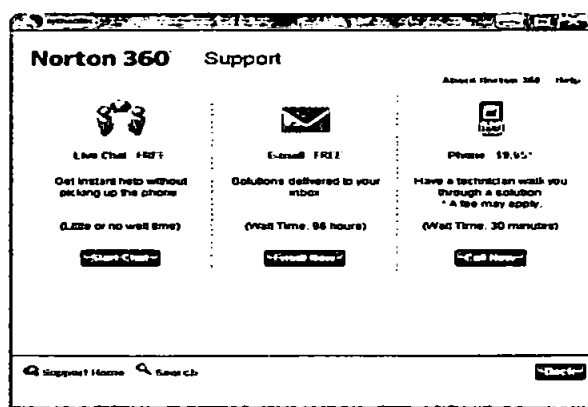 Norton 360 Support
About Norton 360 Help
Live Chat FREE
Get instant help without
picking up the phone
(Little or no wait time)
Start Chat
E-mail FREE
Solutions delivered to your
inbox
(Wait Time: 96 hours)
Email Now
Phone $9.95*
Have a technician walk you
through a solution
* A fee may apply.
(Wait Time: 30 minutes)
Call Now
Support Home Search
Back